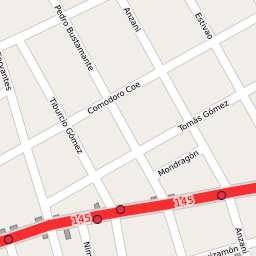 Pedro Bustamante
Anzani
Estivao
Comodoro Coe
Tiburcio Gómez
Tomás Gómez
Mondragón
145
145
Anzani